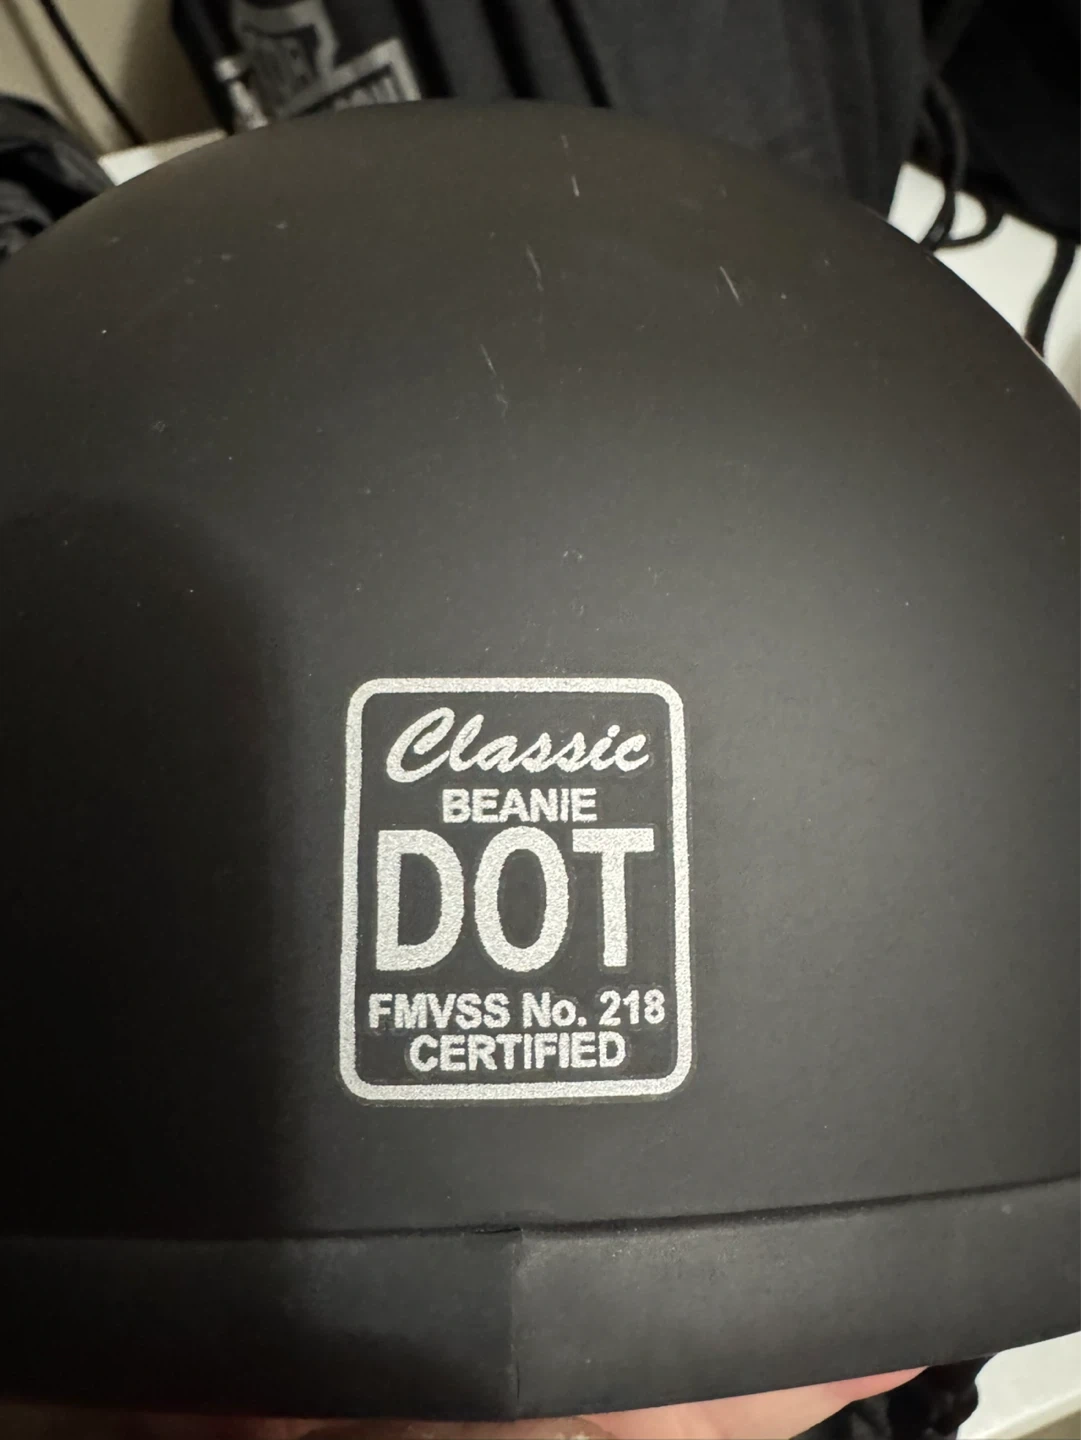 Classic
BEANIE
DOT
FMVSS No. 218
CERTIFIED